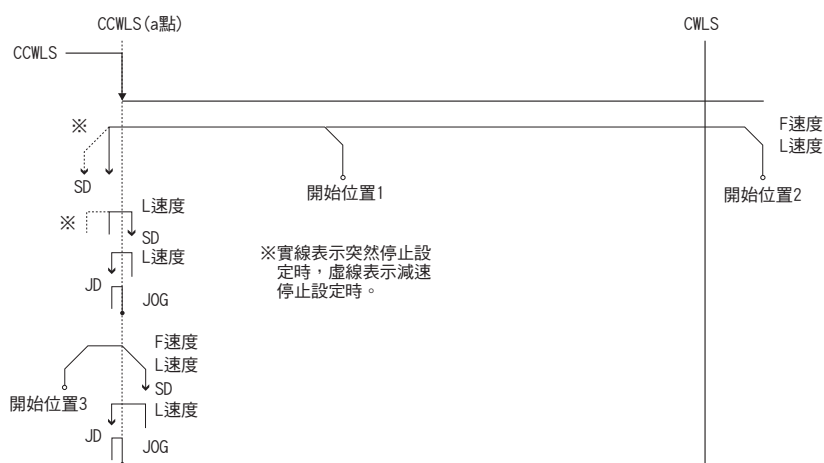 CCWLS(a點)
CWLS
CCWLS
※
F速度
L速度
SD
開始位置1
開始位置2
L速度
※
SD
L速度
※實線表示突然停止設
定時，虛線表示減速
停止設定時。
JD
JOG
F速度
L速度
SD
開始位置3
L速度
JD
JOG